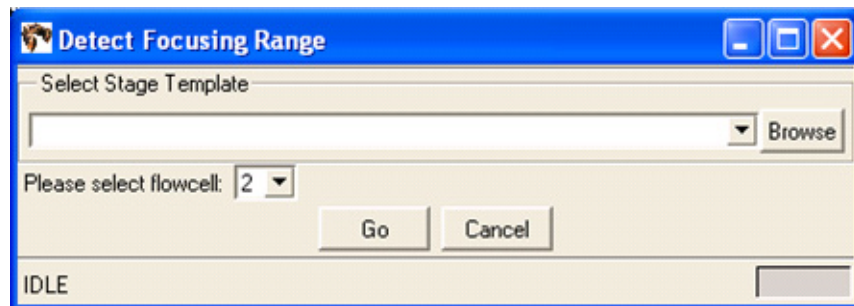 Detect Focusing Range
Select Stage Template
Browse
Please select flowcell: 2
Go Cancel
IDLE